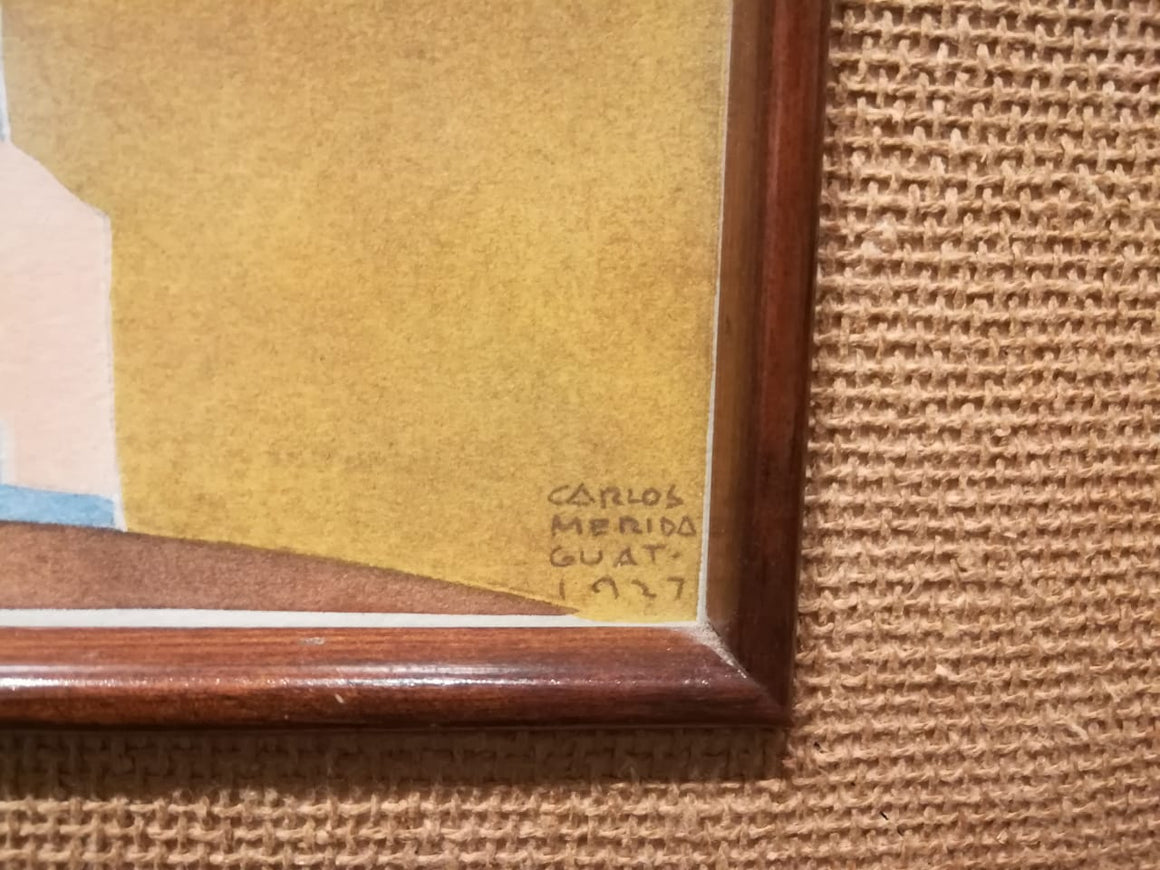 CARLOS
MERIDA
GUAT.
1927